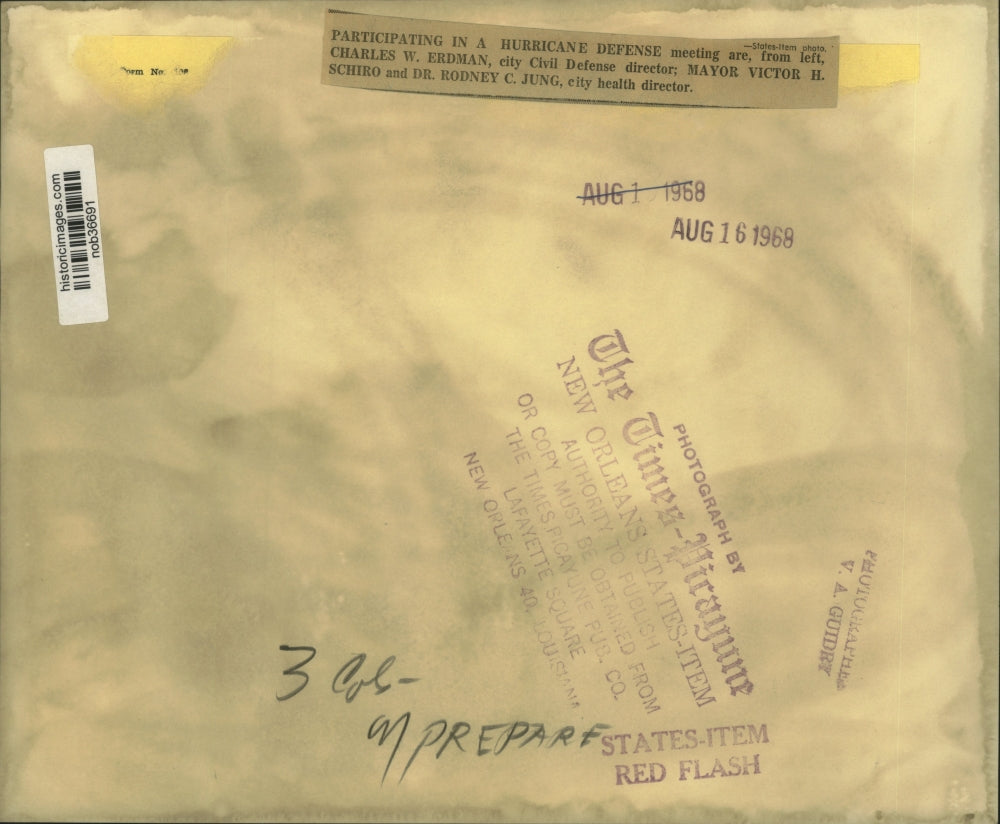 —States-Item photo.
PARTICIPATING IN A HURRICANE DEFENSE meeting are, from left,
CHARLES W. ERDMAN, city Civil Defense director; MAYOR VICTOR H.
SCHIRO and DR. RODNEY C. JUNG, city health director.
Form No.
historicimages.com
nob36691
AUG 1 1968
AUG 16 1968
PHOTOGRAPH BY
The Times-Picayune
NEW ORLEANS STATES-ITEM
AUTHORITY TO PUBLISH
OR COPY MUST BE OBTAINED FROM
THE TIMES PICAYUNE PUB. CO.
LAFAYETTE SQUARE
NEW ORLEANS 40, LOUISIANA
PHOTOGRAPHER
V. A. GUIDRY
3 Col-
PREPARE
STATES-ITEM
RED FLASH